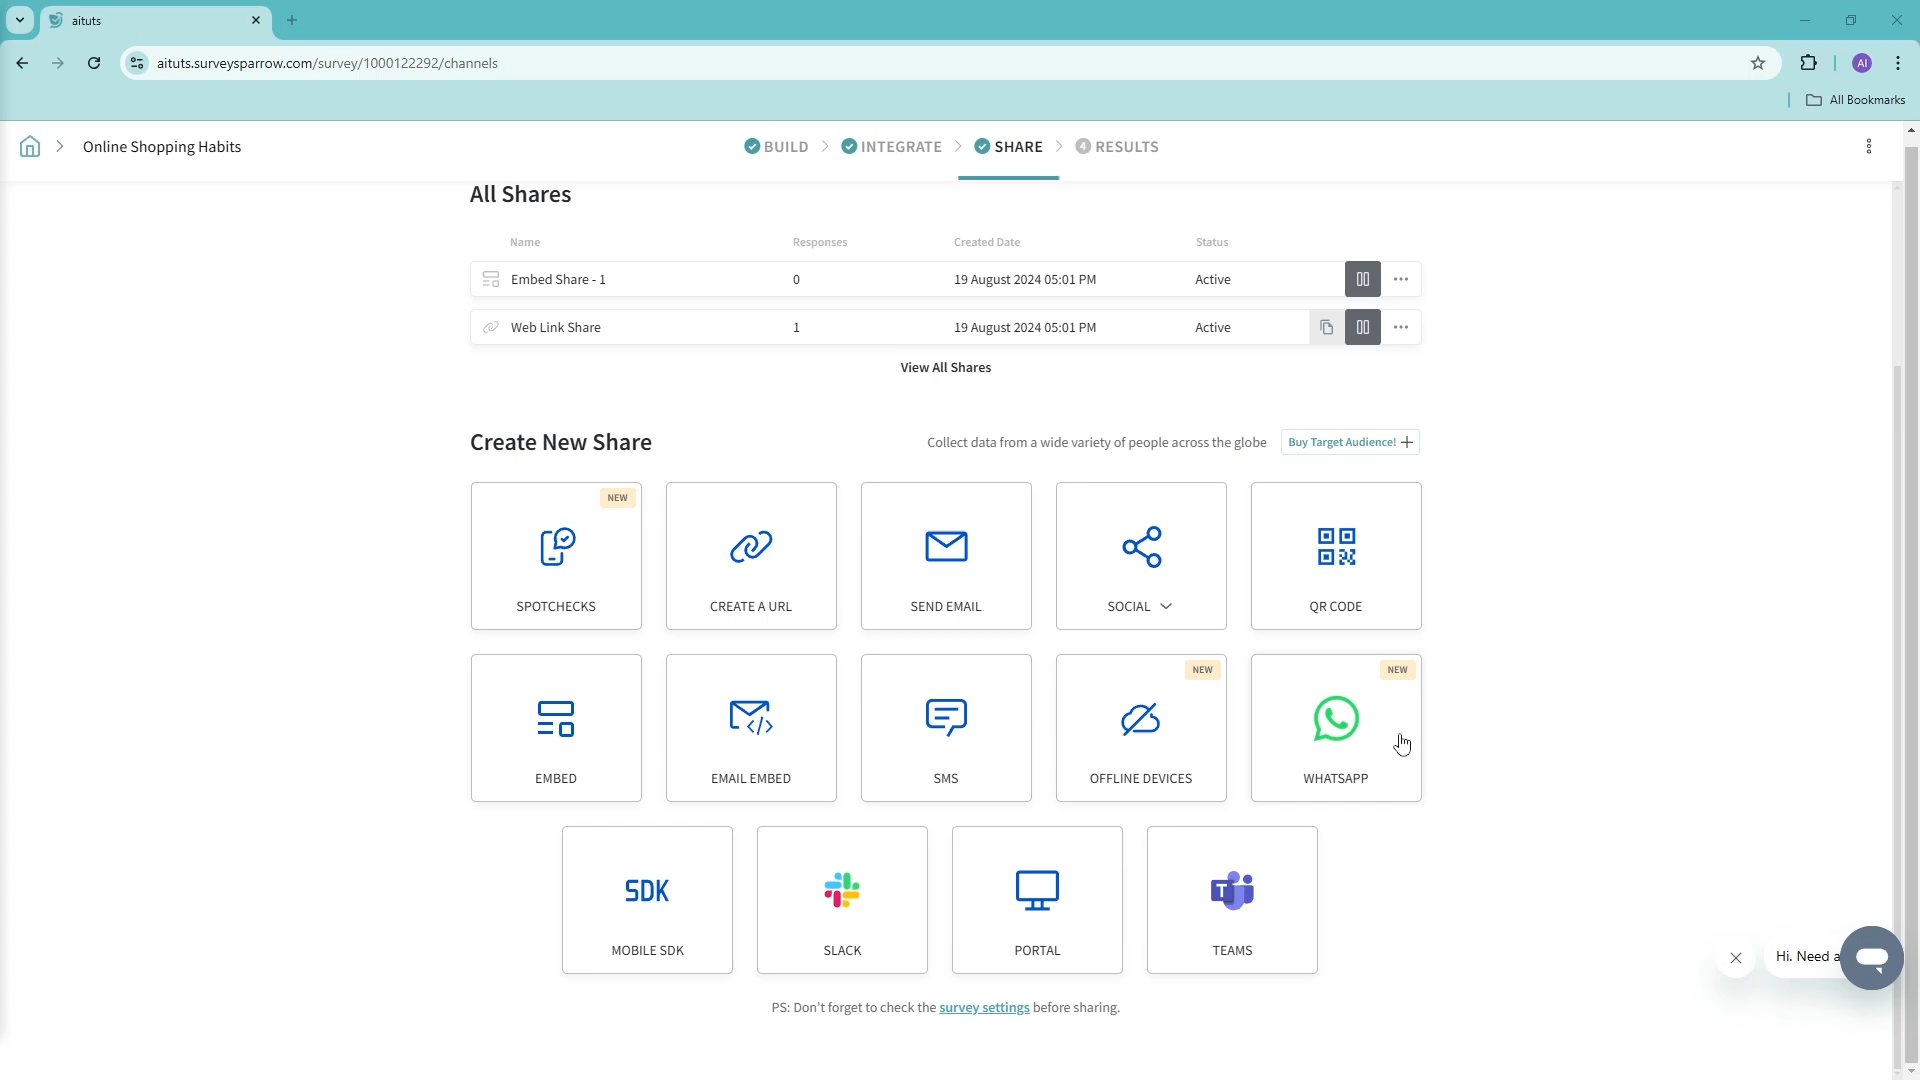 aituts
aituts.surveysparrow.com/survey/1000122292/channels
AI
All Bookmarks
Online Shopping Habits
BUILD
INTEGRATE
SHARE
4 RESULTS
All Shares
Name Responses Created Date Status
Embed Share - 1 0 19 August 2024 05:01 PM Active
Web Link Share 1 19 August 2024 05:01 PM Active
View All Shares
Create New Share
Collect data from a wide variety of people across the globe
Buy Target Audience! +
NEW
SPOTCHECKS
CREATE A URL
SEND EMAIL
SOCIAL
QR CODE
EMBED
EMAIL EMBED
SMS
NEW
OFFLINE DEVICES
NEW
WHATSAPP
SDK
MOBILE SDK
SLACK
PORTAL
T
TEAMS
Hi. Need a
PS: Don't forget to check the survey settings before sharing.